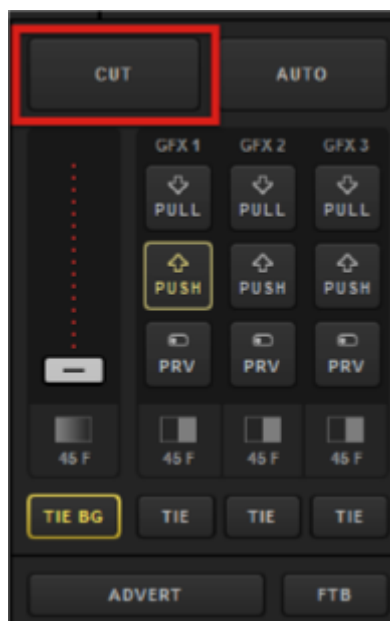 CUT AUTO
GFX 1 GFX 2 GFX 3
PULL PULL PULL
PUSH PUSH PUSH
PRV PRV PRV
45 F 45 F 45 F 45 F
TIE BG TIE TIE TIE
ADVERT FTB